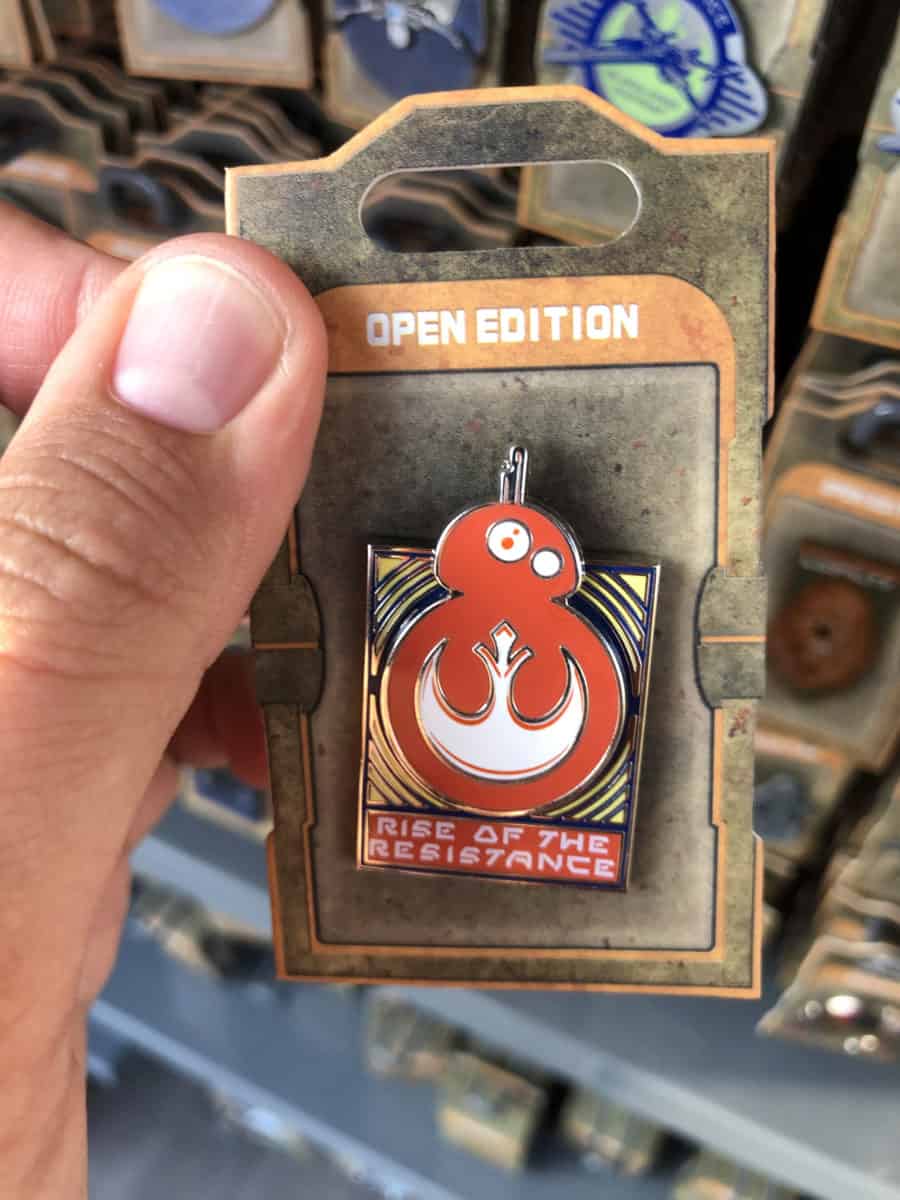 OPEN EDITION
RISE OF THE
RESISTANCE